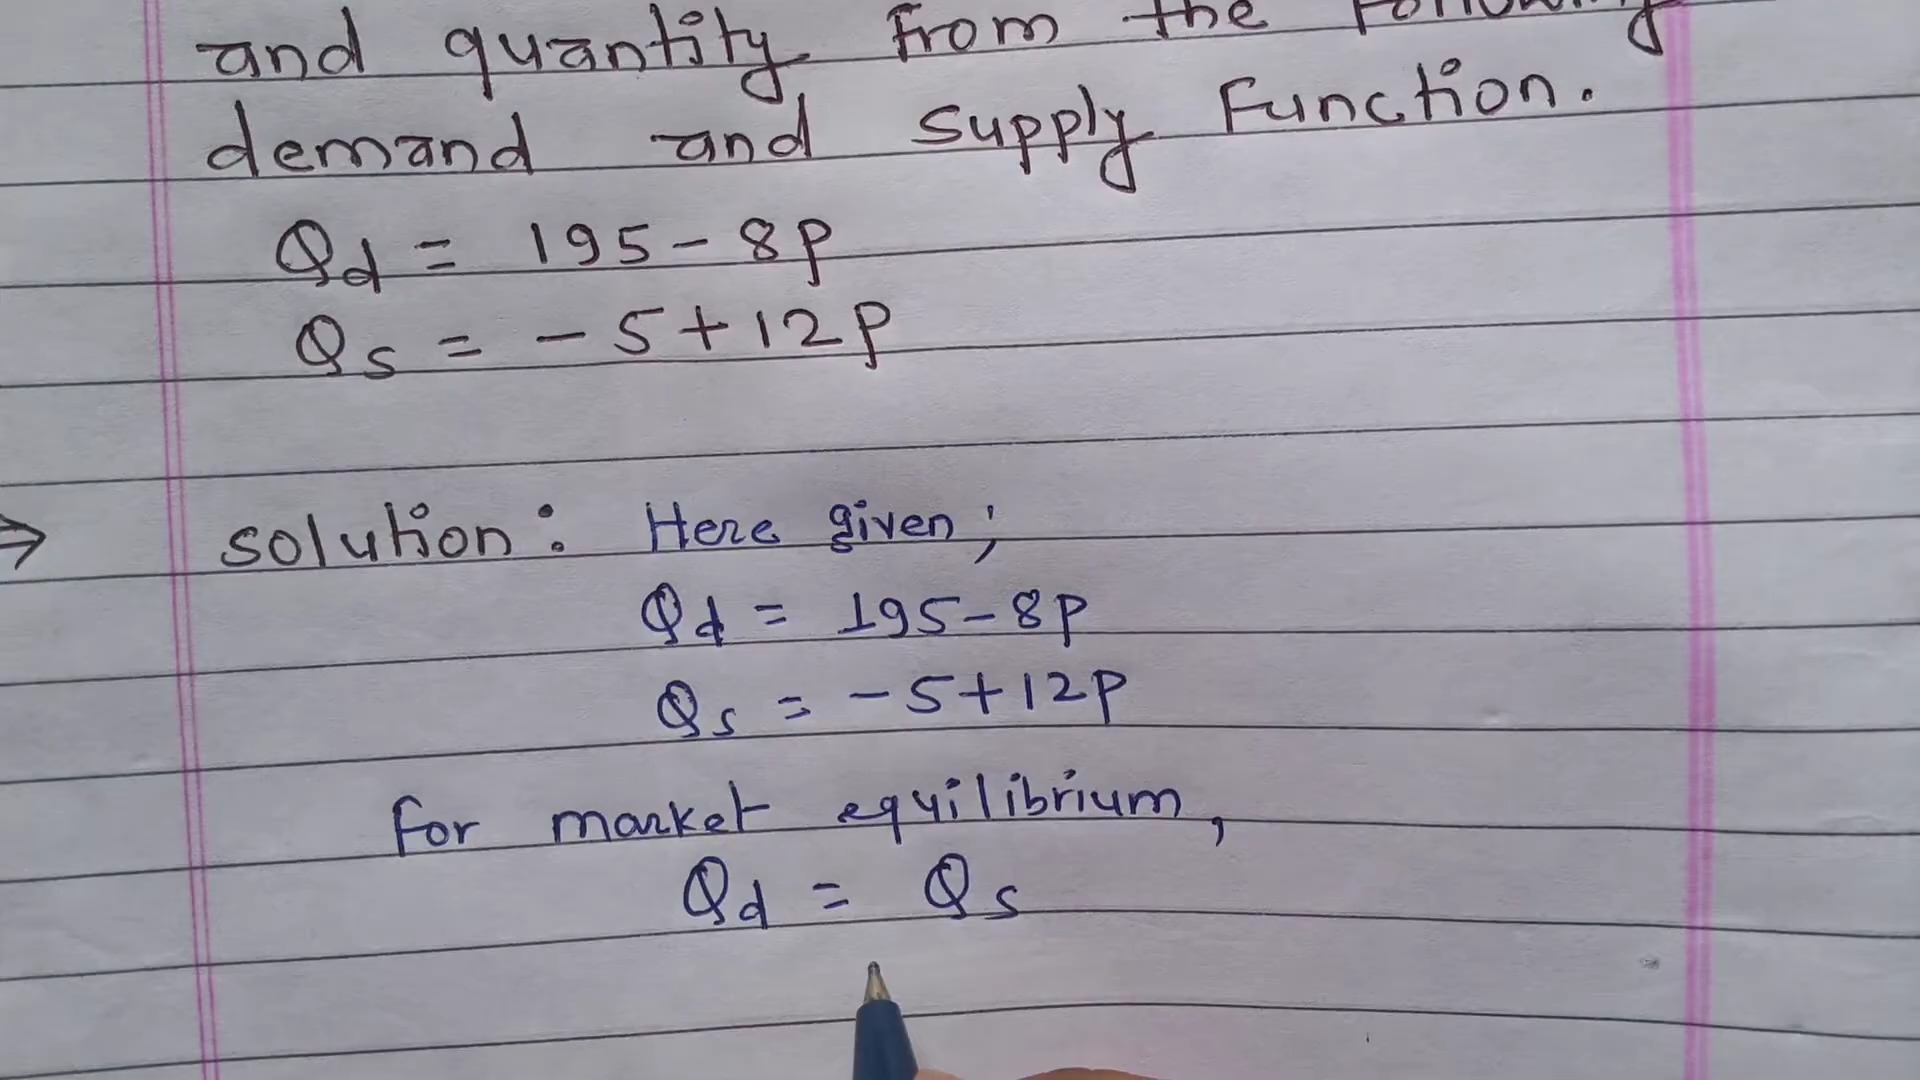 and quantity from the following
demand and supply function.
Qd = 195 - 8p
Qs = - 5 + 12p
→ solution: Here given;
Qd = 195 - 8p
Qs = - 5 + 12p
for market equilibrium,
Qd = Qs